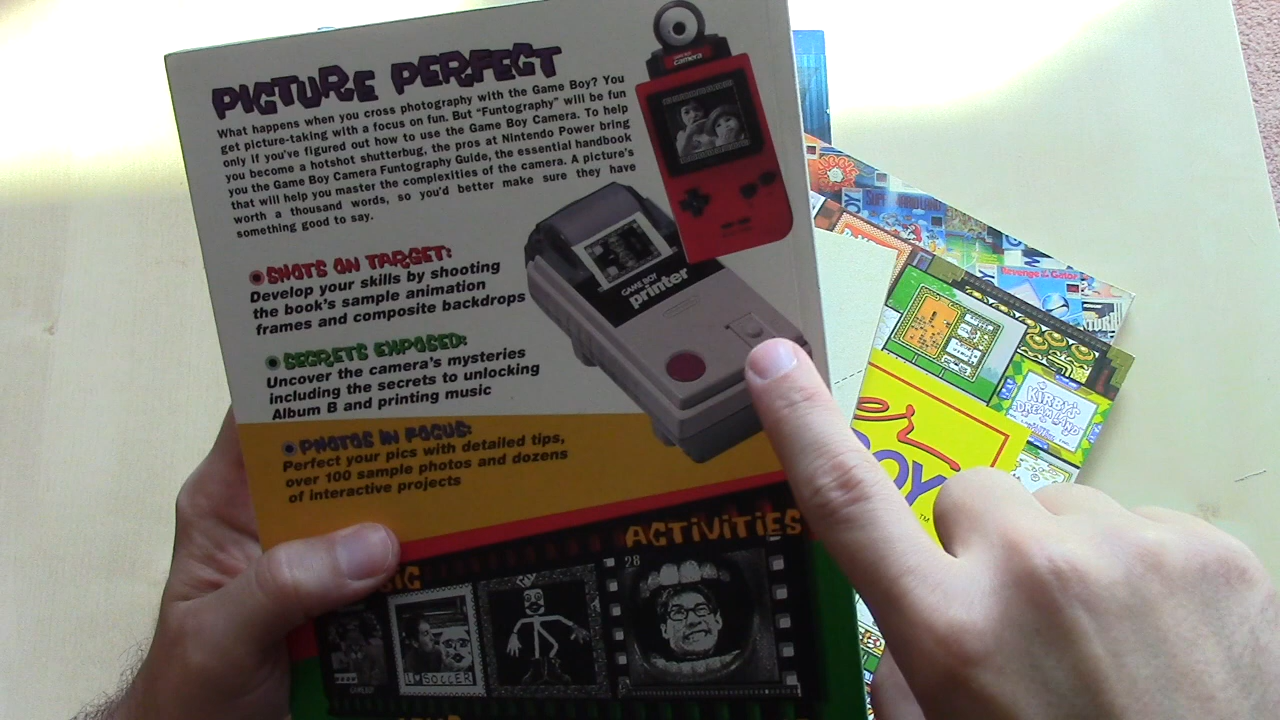 PICTURE PERFECT
What happens when you cross photography with the Game Boy? You
get picture-taking with a focus on fun. But "Funtography" will be fun
only if you've figured out how to use the Game Boy Camera. To help
you become a hotshot shutterbug, the pros at Nintendo Power bring
you the Game Boy Camera Funtography Guide, the essential handbook
that will help you master the complexities of the camera. A picture's
worth a thousand words, so you'd better make sure they have
something good to say.
camera
SHOTS ON TARGET:
Develop your skills by shooting
the book's sample animation
frames and composite backdrops
SECRETS EXPOSED:
Uncover the camera's mysteries
including the secrets to unlocking
Album B and printing music
PHOTOS IN FOCUS:
Perfect your pics with detailed tips,
over 100 sample photos and dozens
of interactive projects
GAME BOY
printer
ACTIVITIES
28
SUPER MARIO LAND
Revenge of the Gator
KIRBY'S
DREAM LAND
er
OY
TM